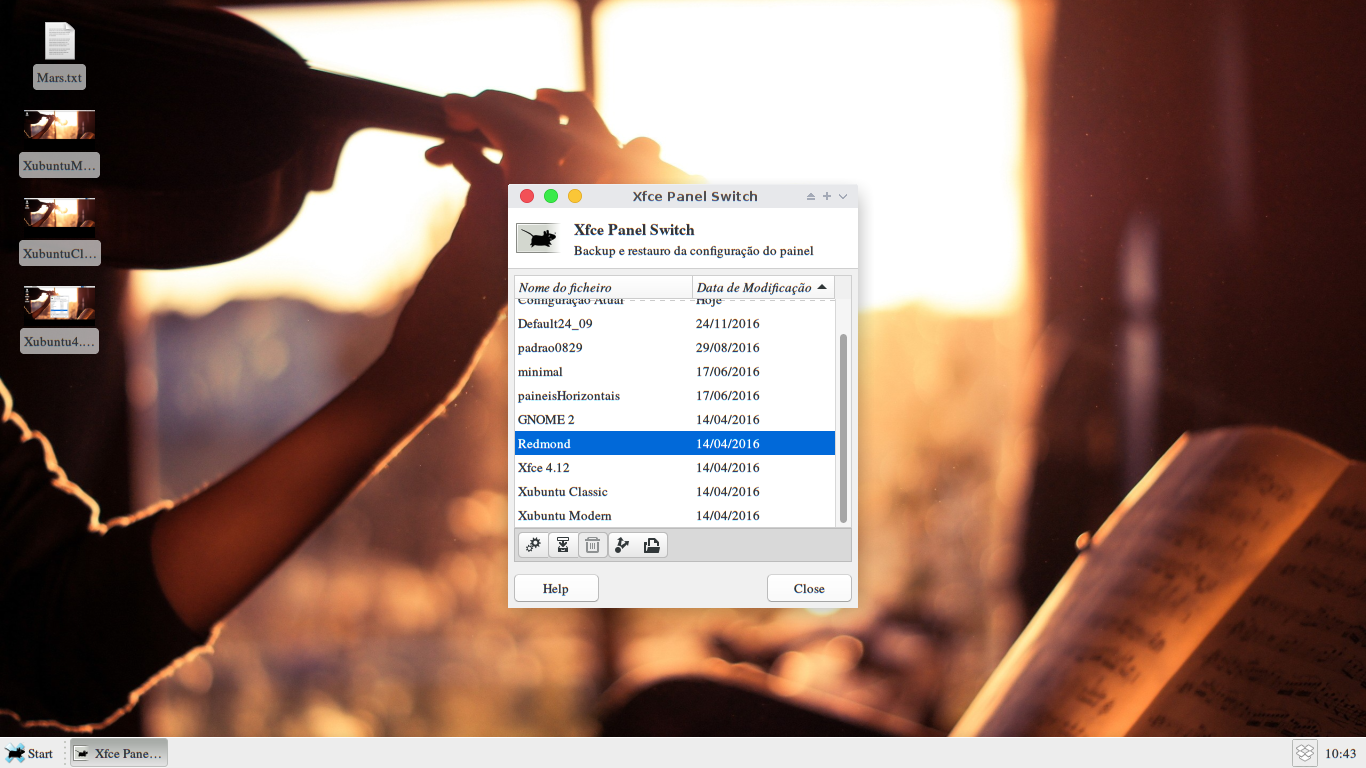 Mars.txt
XubuntuM...
XubuntuCl...
Xubuntu4....
Xfce Panel Switch
Xfce Panel Switch
Backup e restauro da configuração do painel
Nome do ficheiro Data de Modificação
Configuração Atual Hoje
Default24_09 24/11/2016
padrao0829 29/08/2016
minimal 17/06/2016
paineisHorizontais 17/06/2016
GNOME 2 14/04/2016
Redmond 14/04/2016
Xfce 4.12 14/04/2016
Xubuntu Classic 14/04/2016
Xubuntu Modern 14/04/2016
Help Close
Start Xfce Pane... 10:43